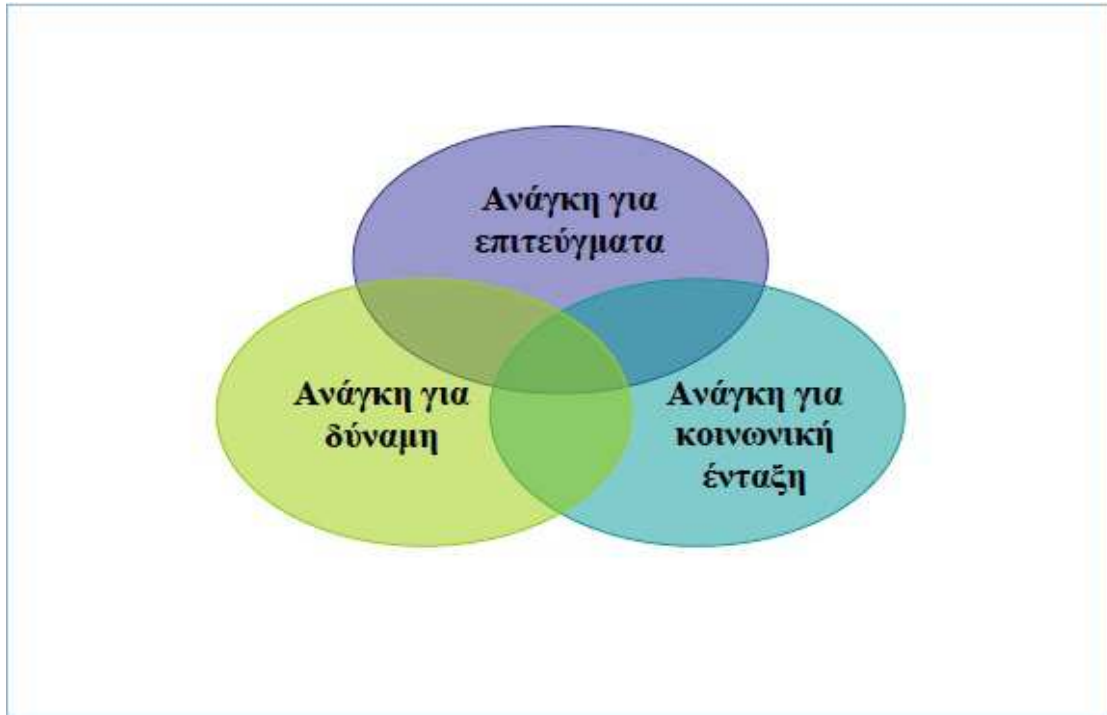 Ανάγκη για
επιτεύγματα
Ανάγκη για
δύναμη
Ανάγκη για
κοινωνική
ένταξη